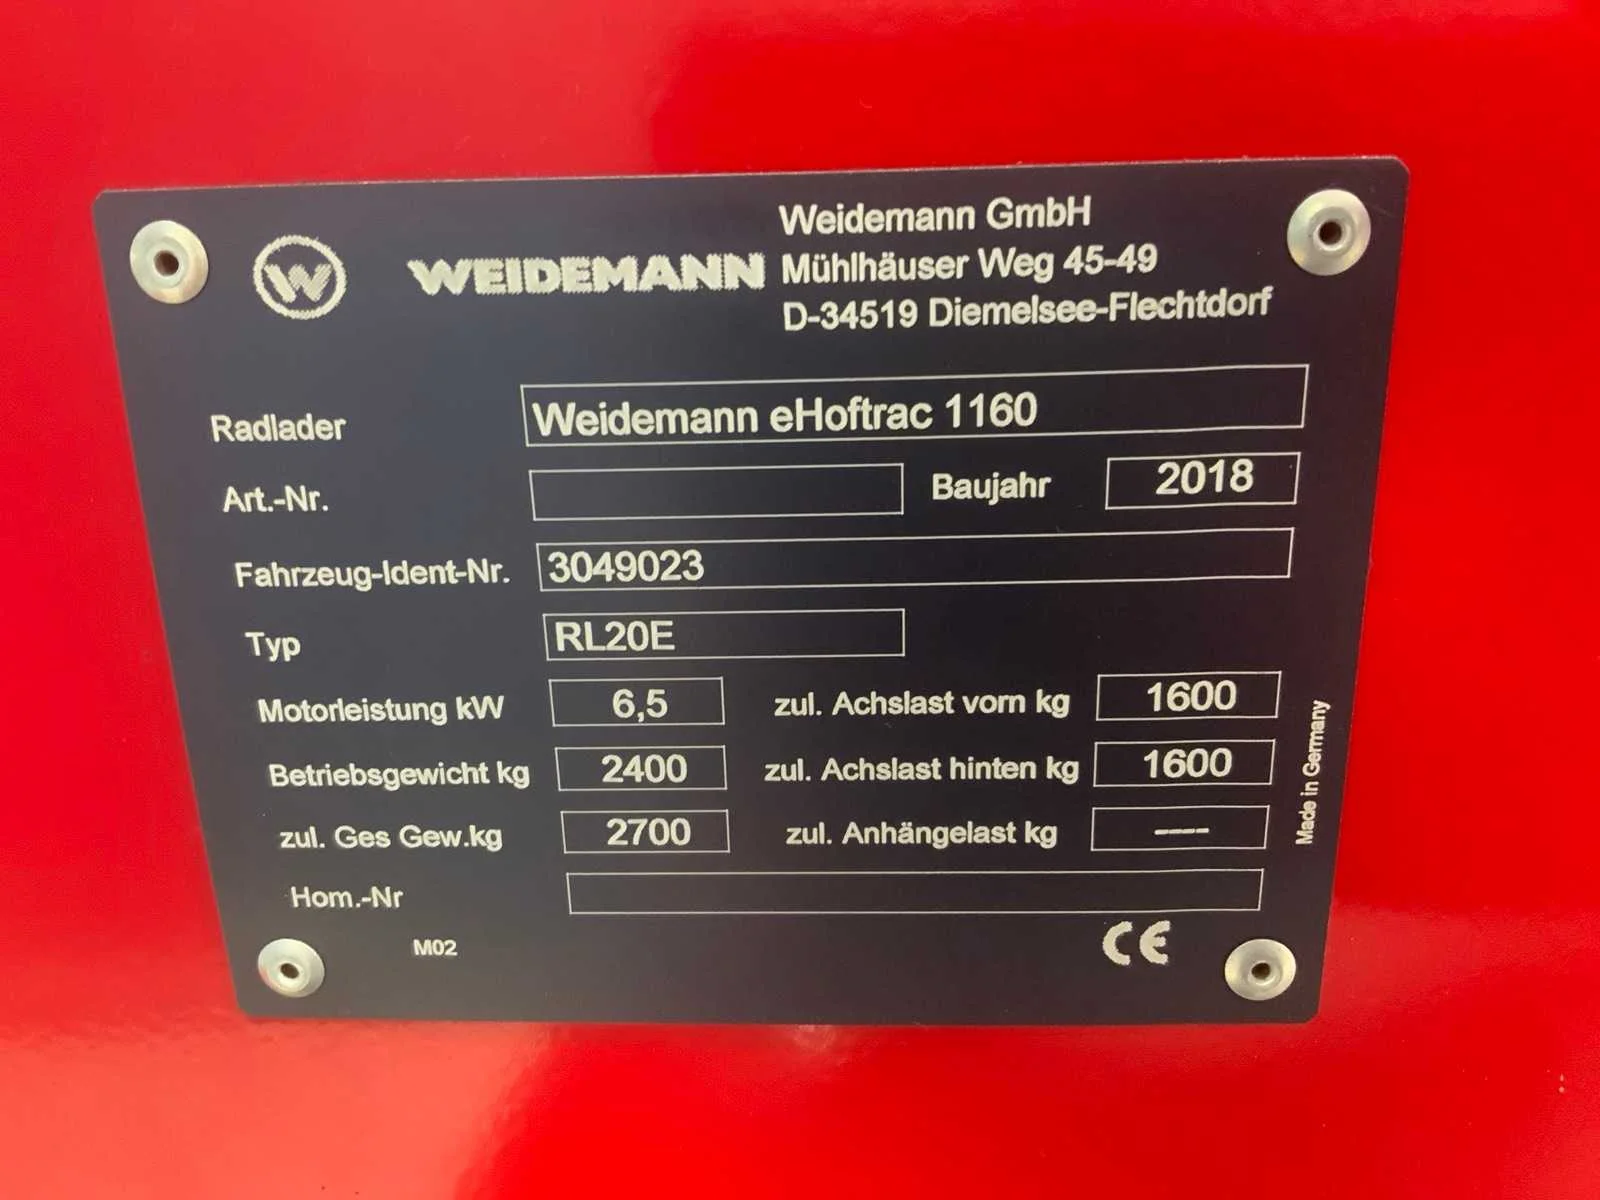 W WEIDEMANN
Weidemann GmbH
Mühlhäuser Weg 45-49
D-34519 Diemelsee-Flechtdorf
Radlader Weidemann eHoftrac 1160
Art.-Nr. Baujahr 2018
Fahrzeug-Ident-Nr. 3049023
Typ RL20E
Motorleistung kW 6,5 zul. Achslast vorn kg 1600
Betriebsgewicht kg 2400 zul. Achslast hinten kg 1600
zul. Ges Gew.kg 2700 zul. Anhängelast kg ----
Hom.-Nr
M02 CE
Made in Germany